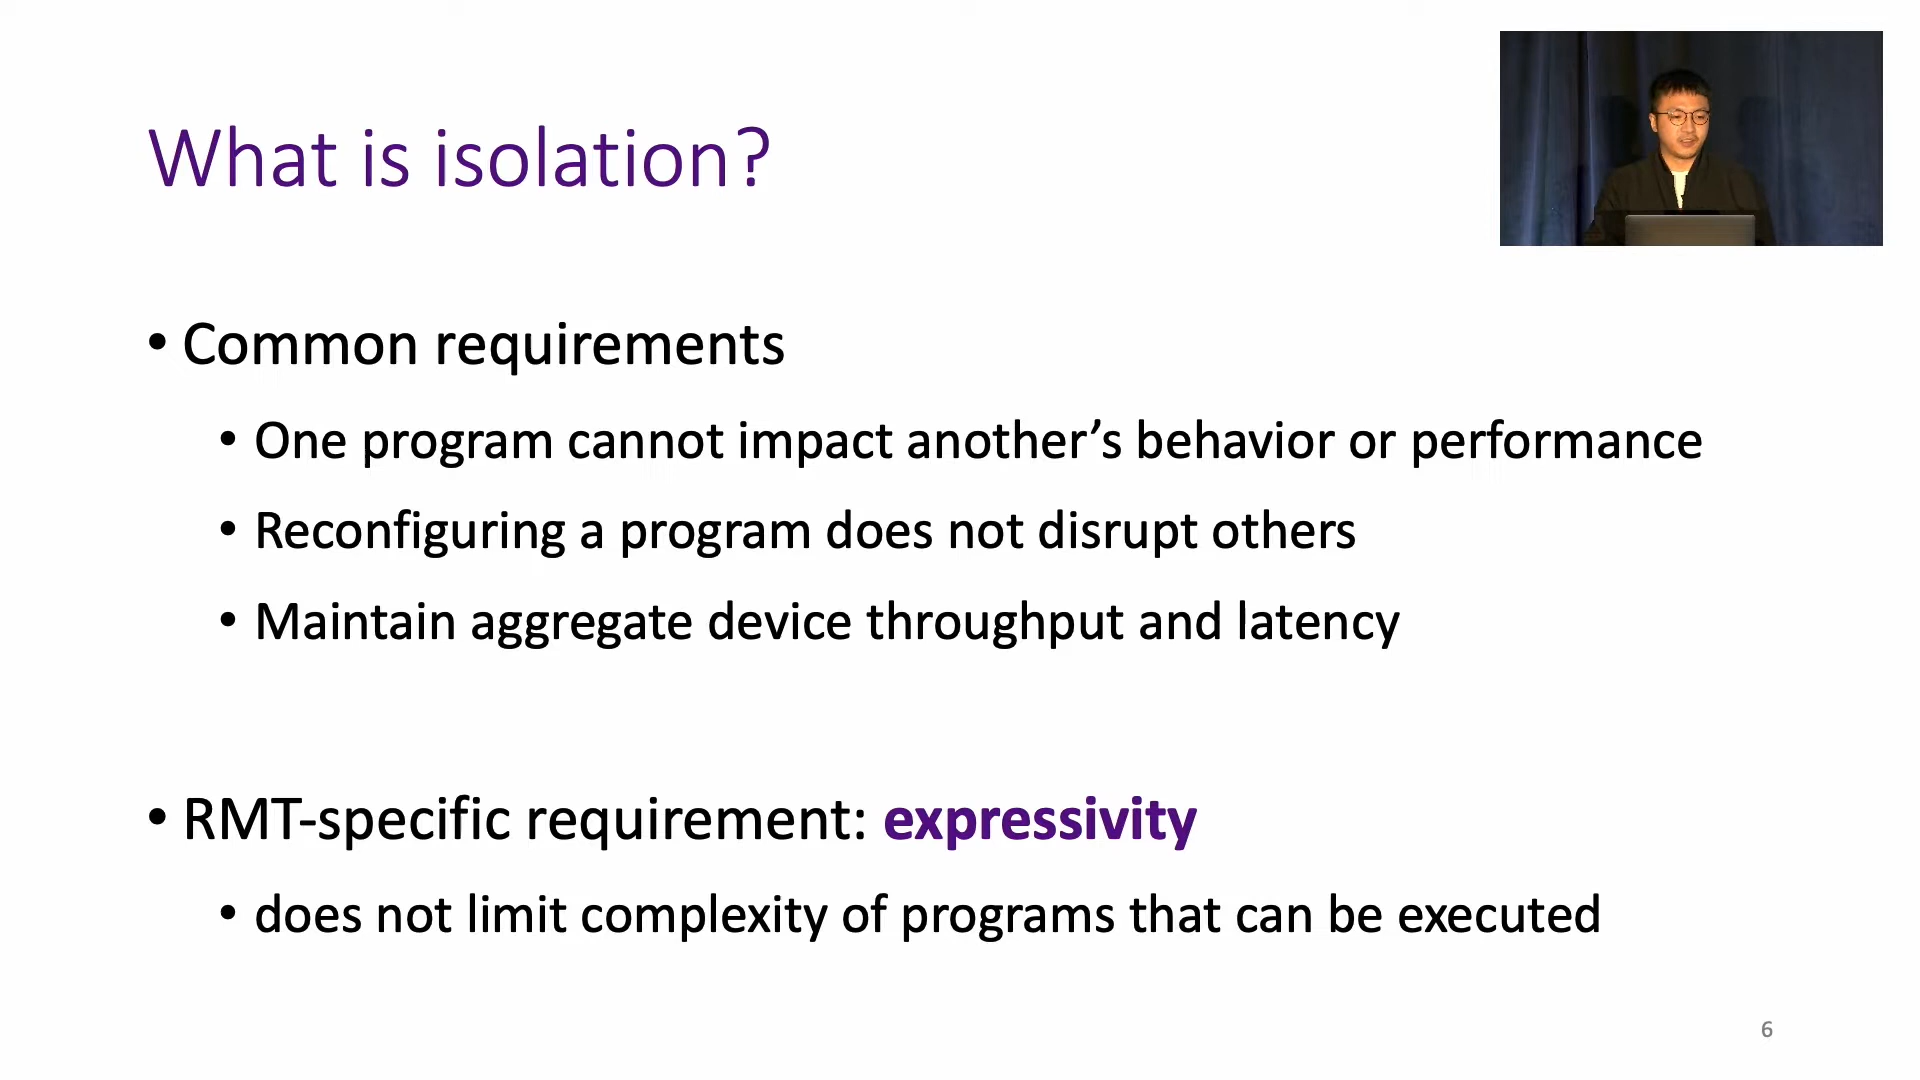 What is isolation?
• Common requirements
• One program cannot impact another’s behavior or performance
• Reconfiguring a program does not disrupt others
• Maintain aggregate device throughput and latency
• RMT-specific requirement: expressivity
• does not limit complexity of programs that can be executed
6